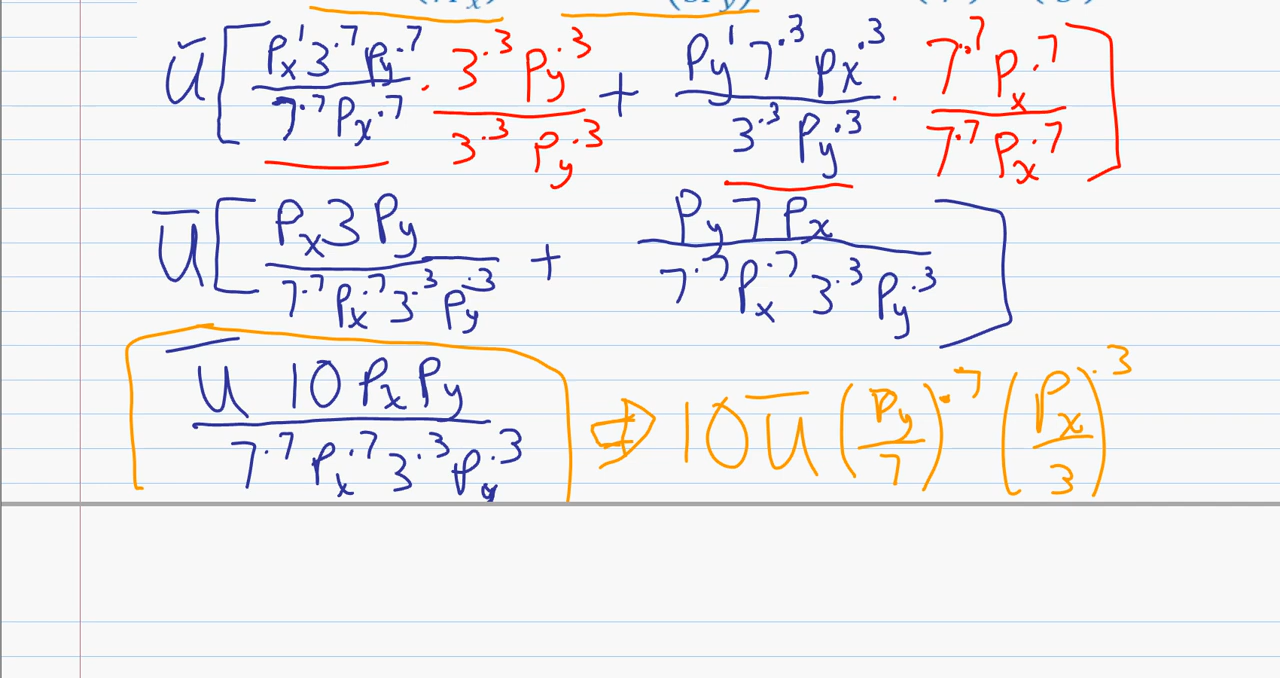 ū[ Px¹ 3^.7 Py^.7 / 7^.7 Px^.7 · 3^.3 Py^.3 / 3^.3 Py^.3 + Py¹ 7^.3 Px^.3 / 3^.3 Py^.3 · 7^.7 Px^.7 / 7^.7 Px^.7 ]
ū[ Px 3 Py / 7^.7 Px^.7 3^.3 Py^.3 + Py 7 Px / 7^.7 Px^.7 3^.3 Py^.3 ]
ū 10 Px Py / 7^.7 Px^.7 3^.3 Py^.3 ⇒ 10 ū (Py/7)^.7 (Px/3)^.3